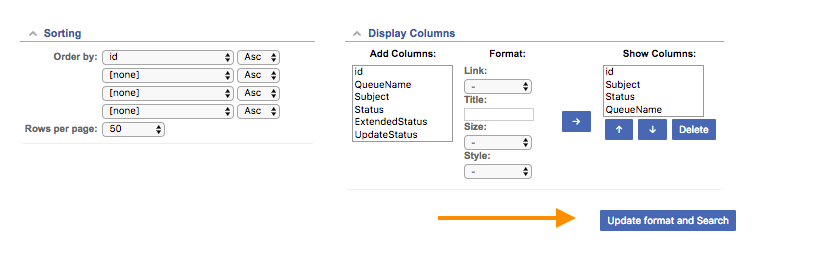 Sorting
Order by: id Asc
[none] Asc
[none] Asc
[none] Asc
Rows per page: 50
Display Columns
Add Columns:
id
QueueName
Subject
Status
ExtendedStatus
UpdateStatus
Format:
Link:
-
Title:
Size:
-
Style:
-
Show Columns:
id
Subject
Status
QueueName
Delete
Update format and Search